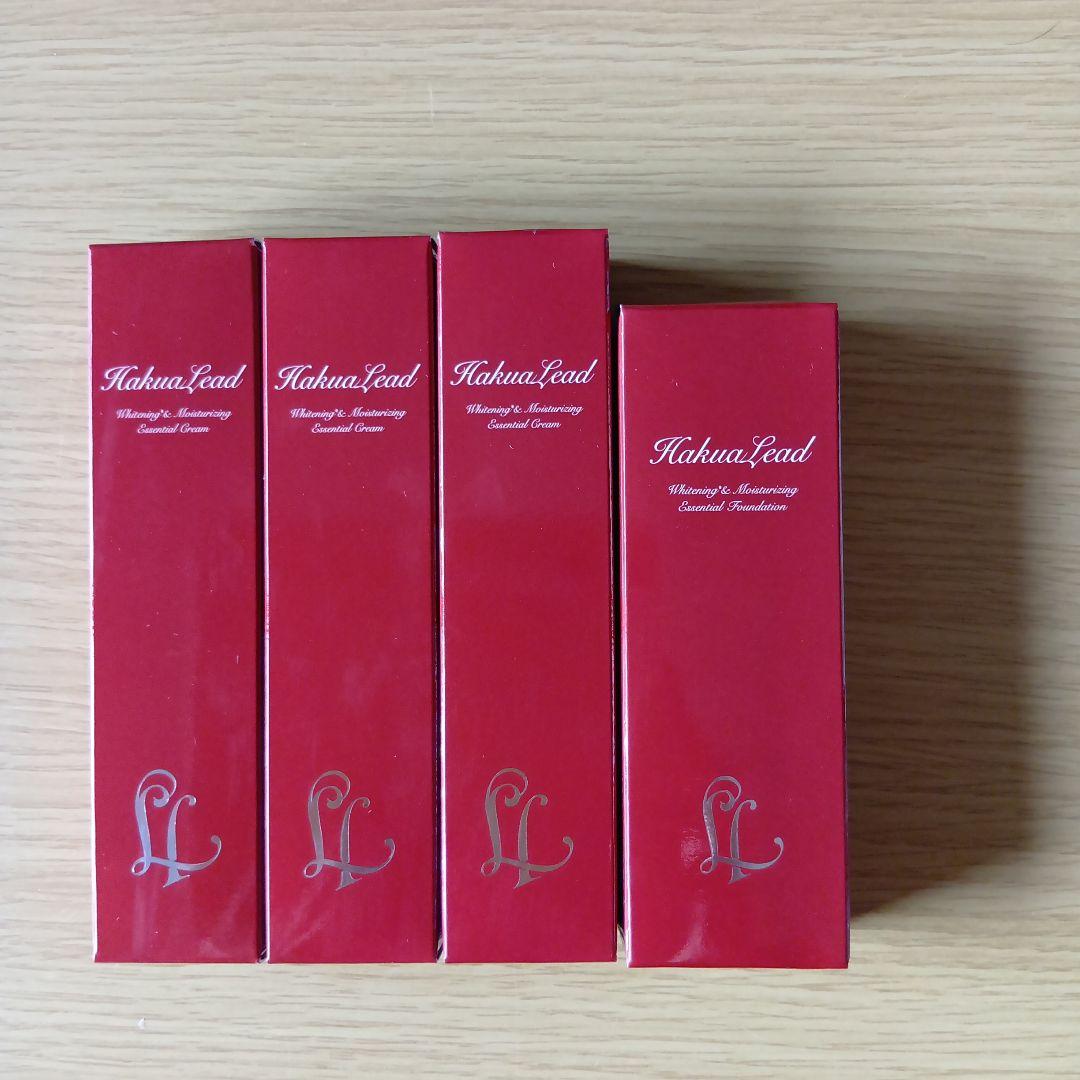 HakuaLead
Whitening*& Moisturizing
Essential Cream
HakuaLead
Whitening*& Moisturizing
Essential Cream
HakuaLead
Whitening*& Moisturizing
Essential Cream
HakuaLead
Whitening*& Moisturizing
Essential Foundation